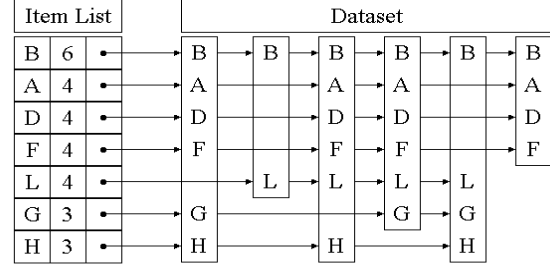 Item List Dataset
B 6 B B B B B B
A 4 A A A A
D 4 D D D D
F 4 F F F F
L 4 L L L L
G 3 G G G
H 3 H H H